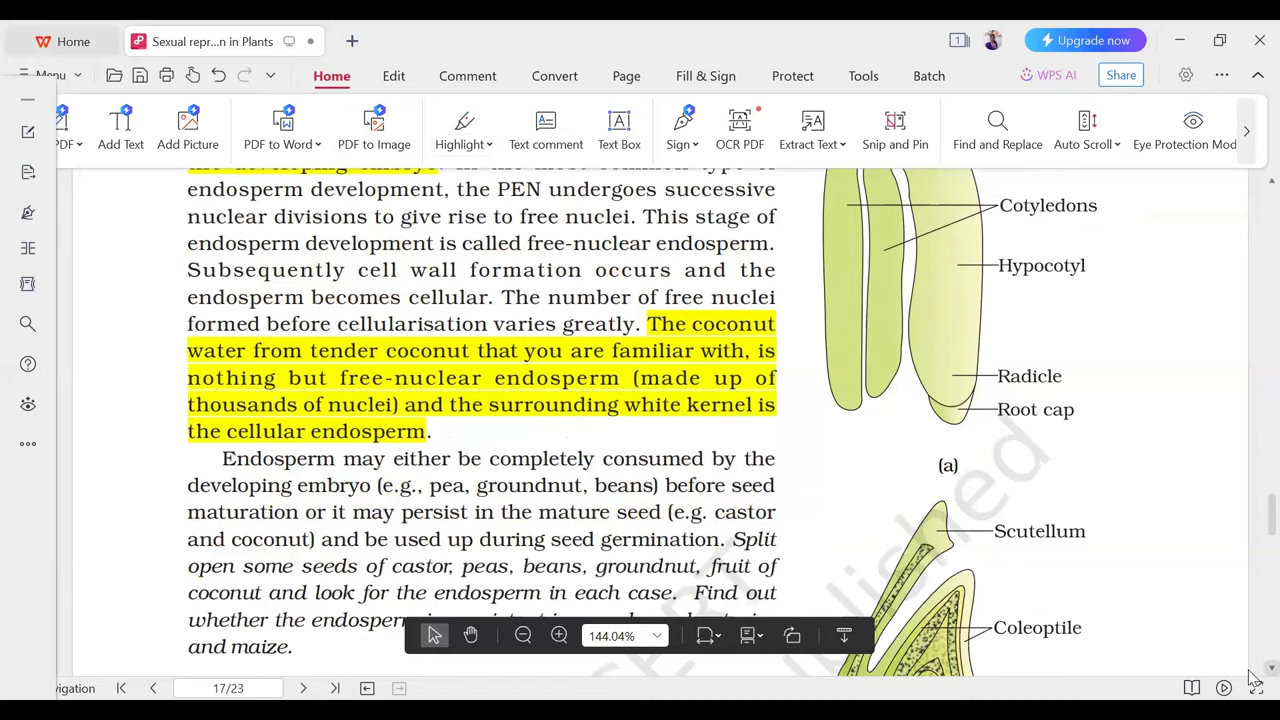 Home
Sexual repr...n in Plants
1
Upgrade now
Menu
Home
Edit
Comment
Convert
Page
Fill & Sign
Protect
Tools
Batch
WPS AI
Share
PDF
Add Text
Add Picture
PDF to Word
PDF to Image
Highlight
Text comment
Text Box
Sign
OCR PDF
Extract Text
Snip and Pin
Find and Replace
Auto Scroll
Eye Protection Mod
endosperm development, the PEN undergoes successive
nuclear divisions to give rise to free nuclei. This stage of
endosperm development is called free-nuclear endosperm.
Subsequently cell wall formation occurs and the
endosperm becomes cellular. The number of free nuclei
formed before cellularisation varies greatly. The coconut
water from tender coconut that you are familiar with, is
nothing but free-nuclear endosperm (made up of
thousands of nuclei) and the surrounding white kernel is
the cellular endosperm.
Endosperm may either be completely consumed by the
developing embryo (e.g., pea, groundnut, beans) before seed
maturation or it may persist in the mature seed (e.g. castor
and coconut) and be used up during seed germination. Split
open some seeds of castor, peas, beans, groundnut, fruit of
coconut and look for the endosperm in each case. Find out
whether the endosperm
and maize.
Cotyledons
Hypocotyl
Radicle
Root cap
(a)
Scutellum
Coleoptile
144.04%
vigation
17/23